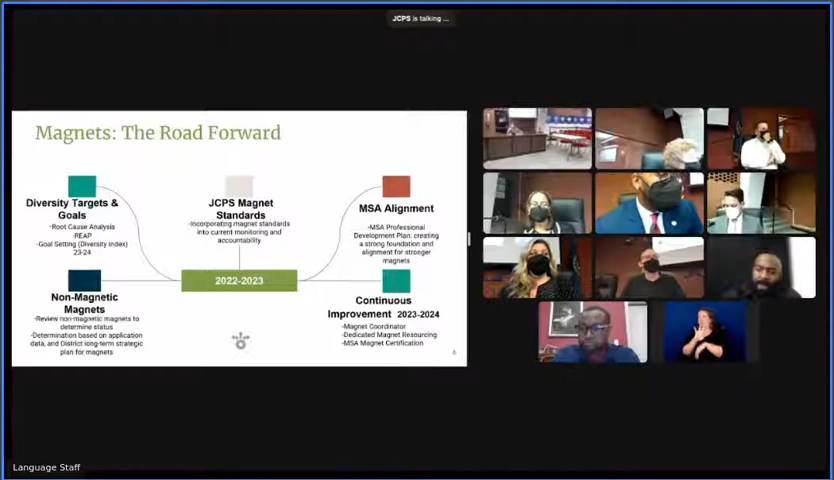 JCPS is talking ...
Magnets: The Road Forward
Diversity Targets &
Goals
-Root Cause Analysis
-REAP
-Goal Setting (Diversity Index)
23-24
JCPS Magnet
Standards
-Incorporating magnet standards
into current monitoring and
accountability
MSA Alignment
-MSA Professional
Development Plan: creating
a strong foundation and
alignment for stronger
magnets
2022-2023
Non-Magnetic
Magnets
-Review non-magnetic magnets to
determine status
-Determination based on application
data, and District long-term strategic
plan for magnets
Continuous
Improvement 2023-2024
-Magnet Coordinator
-Dedicated Magnet Resourcing
-MSA Magnet Certification
Language Staff